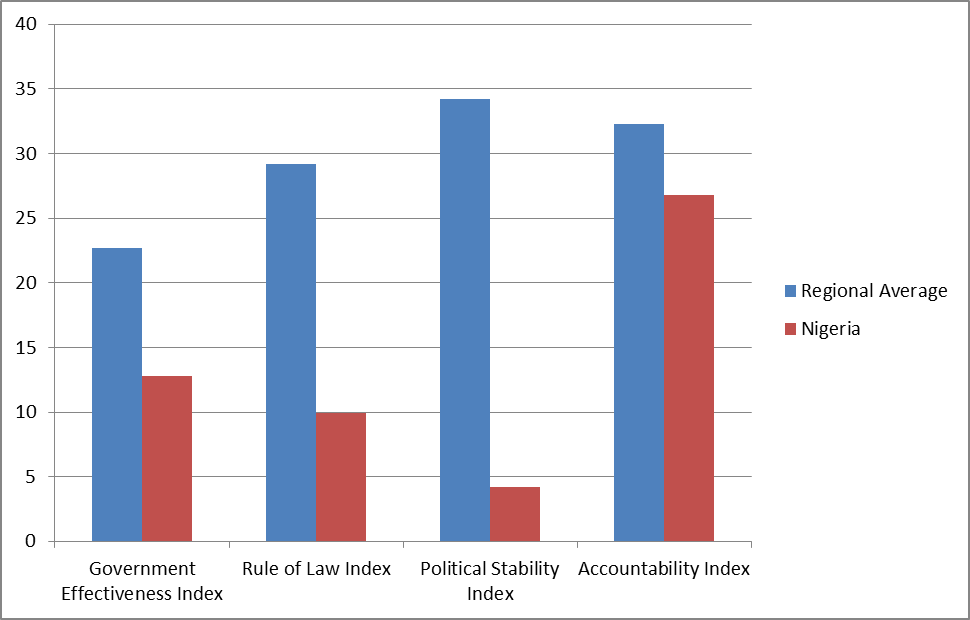 40
35
30
25
20
15
10
5
0
Government
Effectiveness Index
Rule of Law Index
Political Stability
Index
Accountability Index
Regional Average
Nigeria